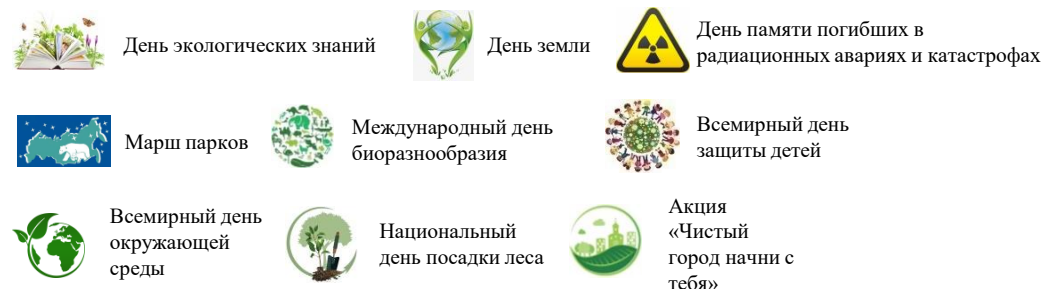 День экологических знаний
День земли
День памяти погибших в
радиационных авариях и катастрофах
Марш парков
Международный день
биоразнообразия
Всемирный день
защиты детей
Всемирный день
окружающей
среды
Национальный
день посадки леса
Акция
«Чистый
город начни с
тебя»